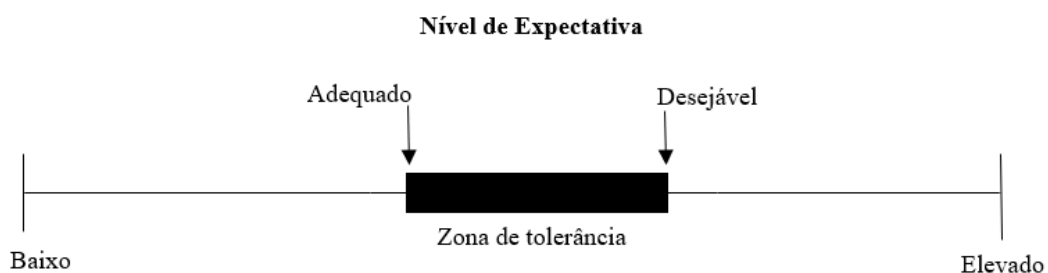 Nível de Expectativa
Adequado
Desejável
Zona de tolerância
Baixo
Elevado